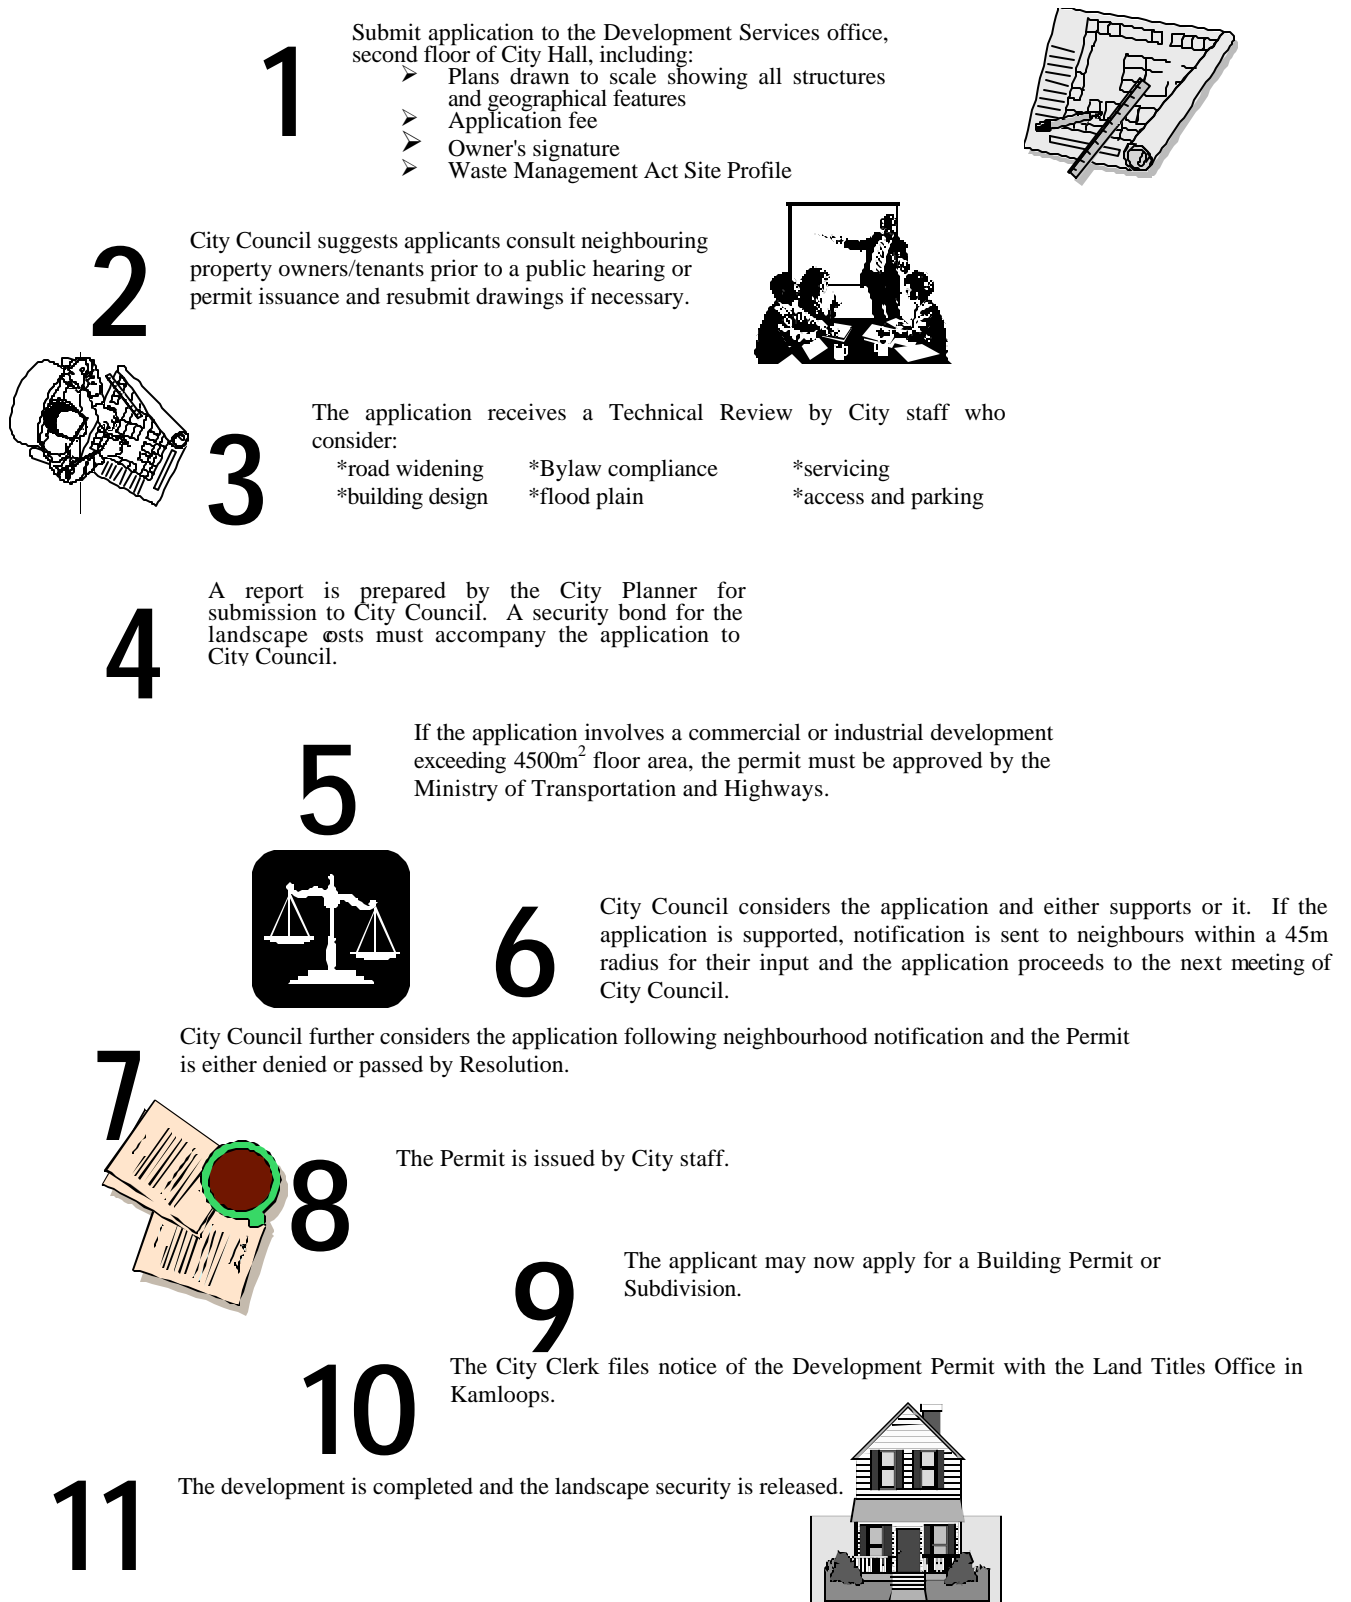 1
Submit application to the Development Services office,
second floor of City Hall, including:
➢ Plans drawn to scale showing all structures
and geographical features
➢ Application fee
➢ Owner's signature
➢ Waste Management Act Site Profile
2
City Council suggests applicants consult neighbouring
property owners/tenants prior to a public hearing or
permit issuance and resubmit drawings if necessary.
3
The application receives a Technical Review by City staff who
consider:
*road widening *Bylaw compliance *servicing
*building design *flood plain *access and parking
4
A report is prepared by the City Planner for
submission to City Council. A security bond for the
landscape costs must accompany the application to
City Council.
5
If the application involves a commercial or industrial development
exceeding 4500m² floor area, the permit must be approved by the
Ministry of Transportation and Highways.
6
City Council considers the application and either supports or it. If the
application is supported, notification is sent to neighbours within a 45m
radius for their input and the application proceeds to the next meeting of
City Council.
7
City Council further considers the application following neighbourhood notification and the Permit
is either denied or passed by Resolution.
8
The Permit is issued by City staff.
9
The applicant may now apply for a Building Permit or
Subdivision.
10
The City Clerk files notice of the Development Permit with the Land Titles Office in
Kamloops.
11
The development is completed and the landscape security is released.